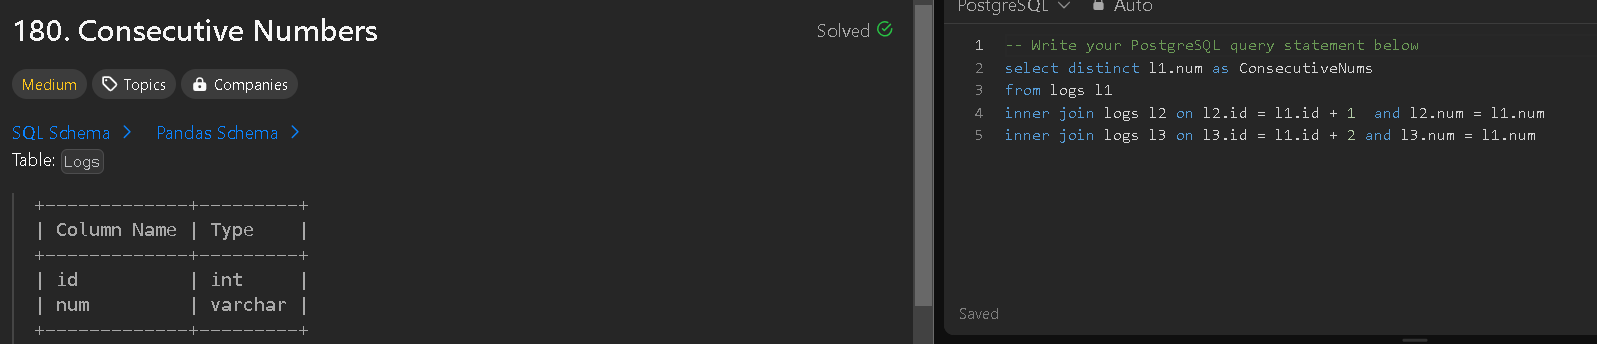 180. Consecutive Numbers
Solved
Medium Topics Companies
SQL Schema > Pandas Schema >
Table: Logs
+-------------+---------+
| Column Name | Type    |
+-------------+---------+
| id          | int     |
| num         | varchar |
+-------------+---------+
PostgreSQL Auto
1 -- Write your PostgreSQL query statement below
2 select distinct l1.num as ConsecutiveNums
3 from logs l1
4 inner join logs l2 on l2.id = l1.id + 1  and l2.num = l1.num
5 inner join logs l3 on l3.id = l1.id + 2 and l3.num = l1.num
Saved